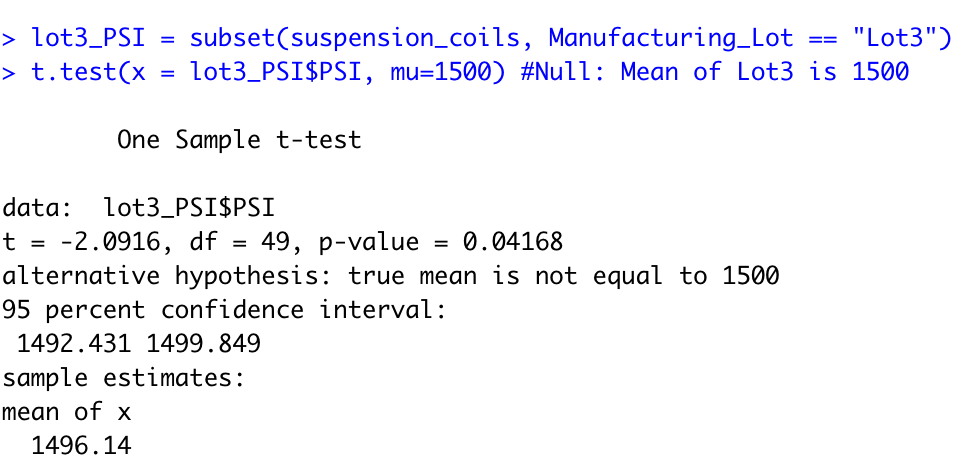 > lot3_PSI = subset(suspension_coils, Manufacturing_Lot == "Lot3")
> t.test(x = lot3_PSI$PSI, mu=1500) #Null: Mean of Lot3 is 1500
One Sample t-test
data:  lot3_PSI$PSI
t = -2.0916, df = 49, p-value = 0.04168
alternative hypothesis: true mean is not equal to 1500
95 percent confidence interval:
1492.431 1499.849
sample estimates:
mean of x
1496.14